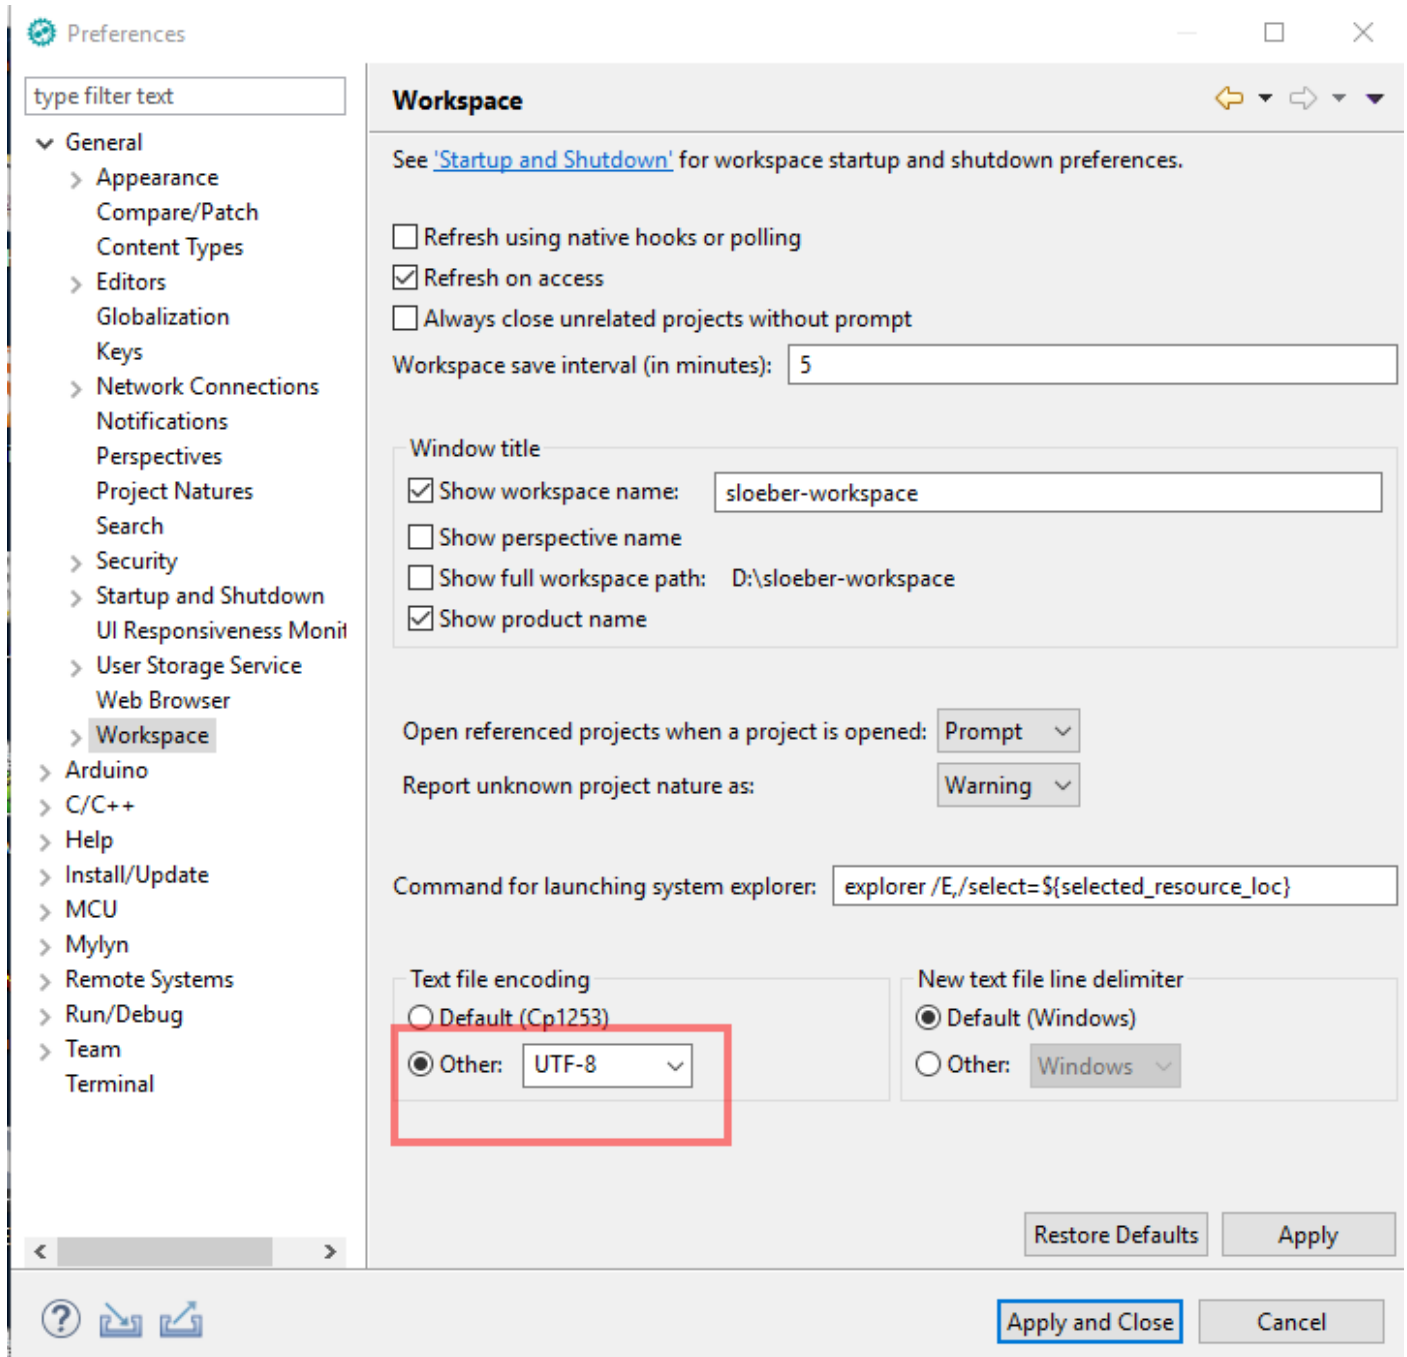 Preferences
type filter text
General
Appearance
Compare/Patch
Content Types
Editors
Globalization
Keys
Network Connections
Notifications
Perspectives
Project Natures
Search
Security
Startup and Shutdown
UI Responsiveness Monit
User Storage Service
Web Browser
Workspace
Arduino
C/C++
Help
Install/Update
MCU
Mylyn
Remote Systems
Run/Debug
Team
Terminal
Workspace
See 'Startup and Shutdown' for workspace startup and shutdown preferences.
Refresh using native hooks or polling
Refresh on access
Always close unrelated projects without prompt
Workspace save interval (in minutes): 5
Window title
Show workspace name: sloeber-workspace
Show perspective name
Show full workspace path: D:\sloeber-workspace
Show product name
Open referenced projects when a project is opened: Prompt
Report unknown project nature as: Warning
Command for launching system explorer: explorer /E,/select=${selected_resource_loc}
Text file encoding
Default (Cp1253)
Other: UTF-8
New text file line delimiter
Default (Windows)
Other: Windows
Restore Defaults Apply
? Apply and Close Cancel